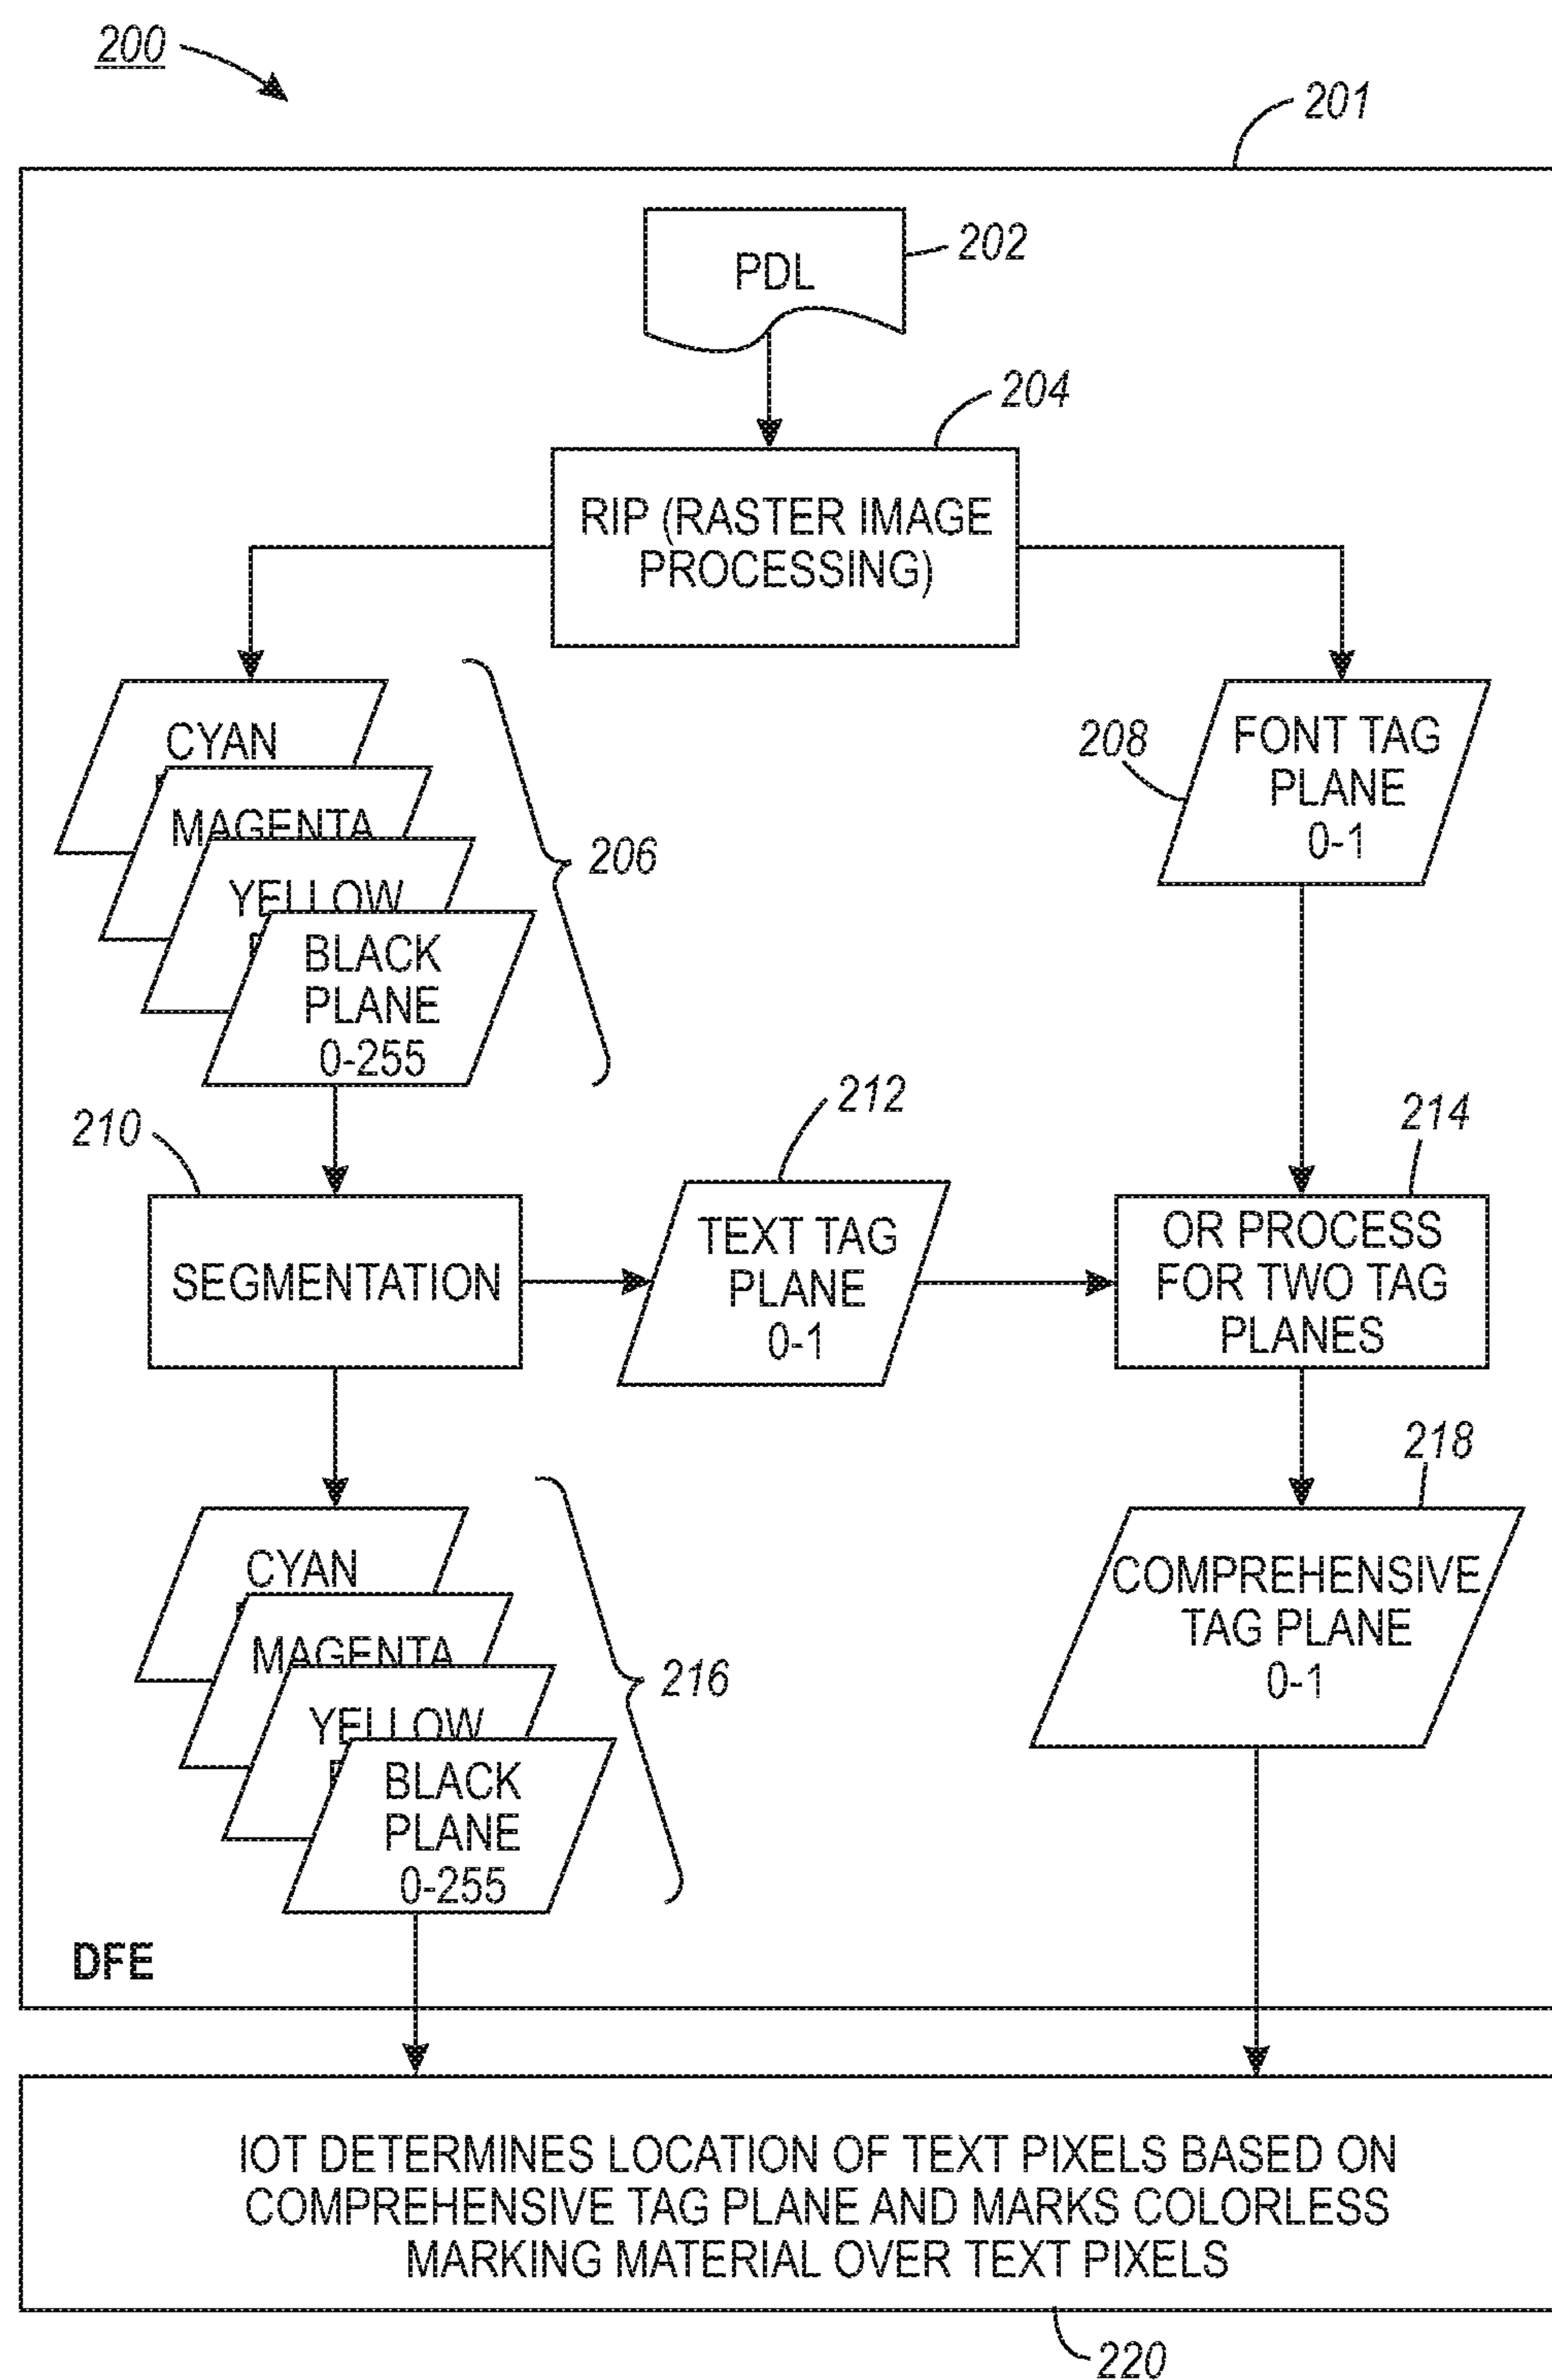 200
201
PDL
202
204
RIP (RASTER IMAGE
PROCESSING)
CYAN
MAGENTA
YELLOW
BLACK
PLANE
0-255
206
208
FONT TAG
PLANE
0-1
210
SEGMENTATION
212
TEXT TAG
PLANE
0-1
214
OR PROCESS
FOR TWO TAG
PLANES
CYAN
MAGENTA
YELLOW
BLACK
PLANE
0-255
216
218
COMPREHENSIVE
TAG PLANE
0-1
DFE
IOT DETERMINES LOCATION OF TEXT PIXELS BASED ON
COMPREHENSIVE TAG PLANE AND MARKS COLORLESS
MARKING MATERIAL OVER TEXT PIXELS
220